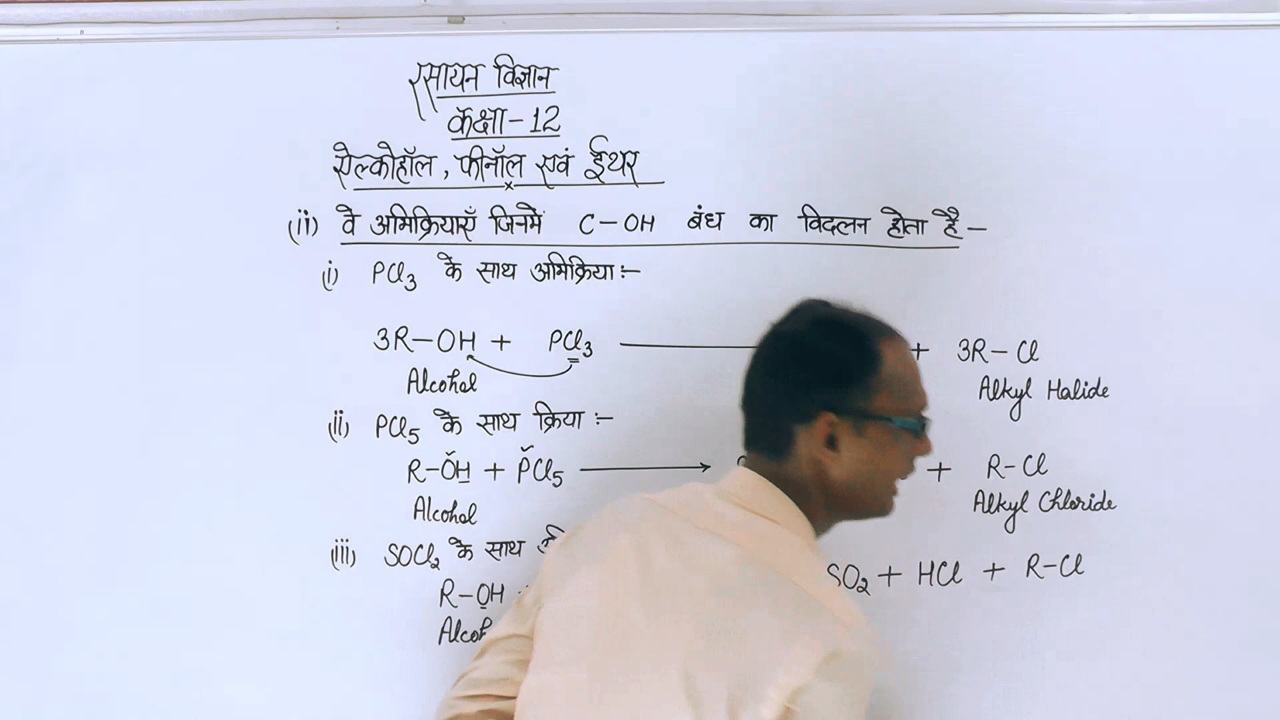 रसायन विज्ञान
कक्षा-12
ऐल्कोहॉल, फीनॉल एवं ईथर
(ii) वे अभिक्रियाएँ जिनमें C-OH बंध का विदलन होता है-
(i) PCl₃ के साथ अभिक्रिया:-
3R-OH + PCl₃ + 3R-Cl
Alcohol Alkyl Halide
(ii) PCl₅ के साथ क्रिया:-
R-OH + PCl₅ → + R-Cl
Alcohol Alkyl Chloride
(iii) SOCl₂ के साथ
R-OH SO₂ + HCl + R-Cl